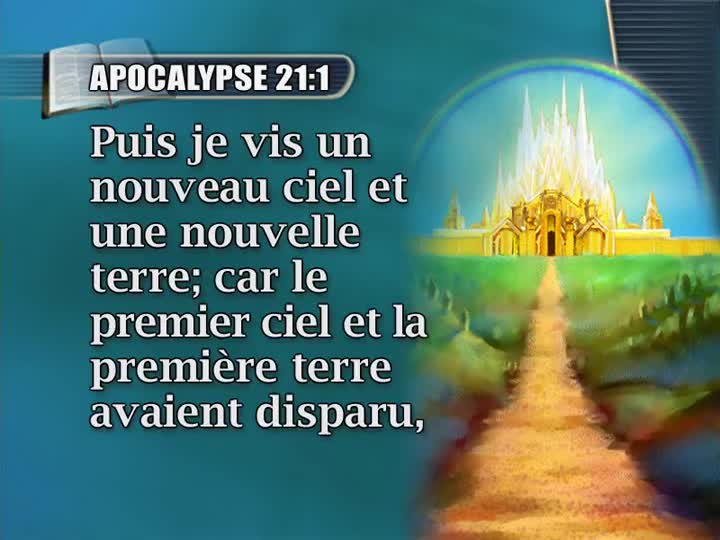 APOCALYPSE 21:1
Puis je vis un
nouveau ciel et
une nouvelle
terre; car le
premier ciel et la
première terre
avaient disparu,